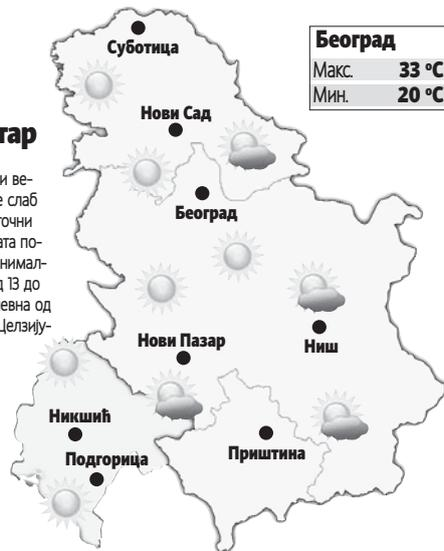 Суботица
Београд
Макс. 33 °C
Мин. 20 °C
Нови Сад
Београд
Нови Пазар
Ниш
Никшић
Подгорица
Приштина
тар
и ве-
е слаб
точни
ата по-
нимал-
д 13 до
евна од
Целзију-